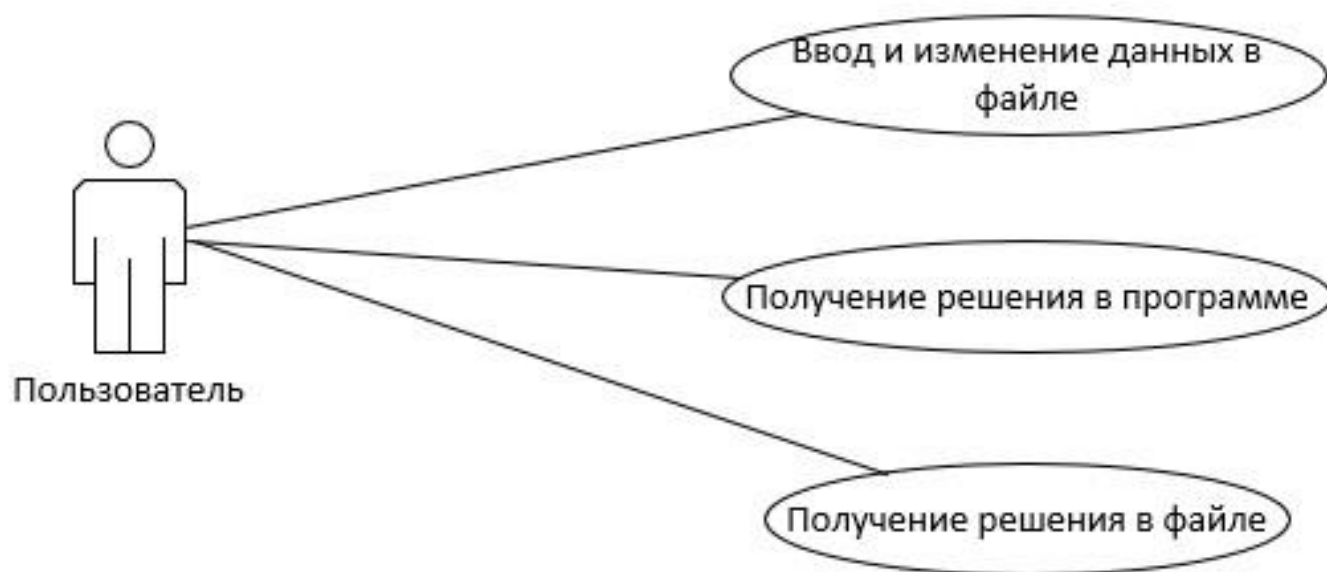 Ввод и изменение данных в
файле
Получение решения в программе
Пользователь
Получение решения в файле